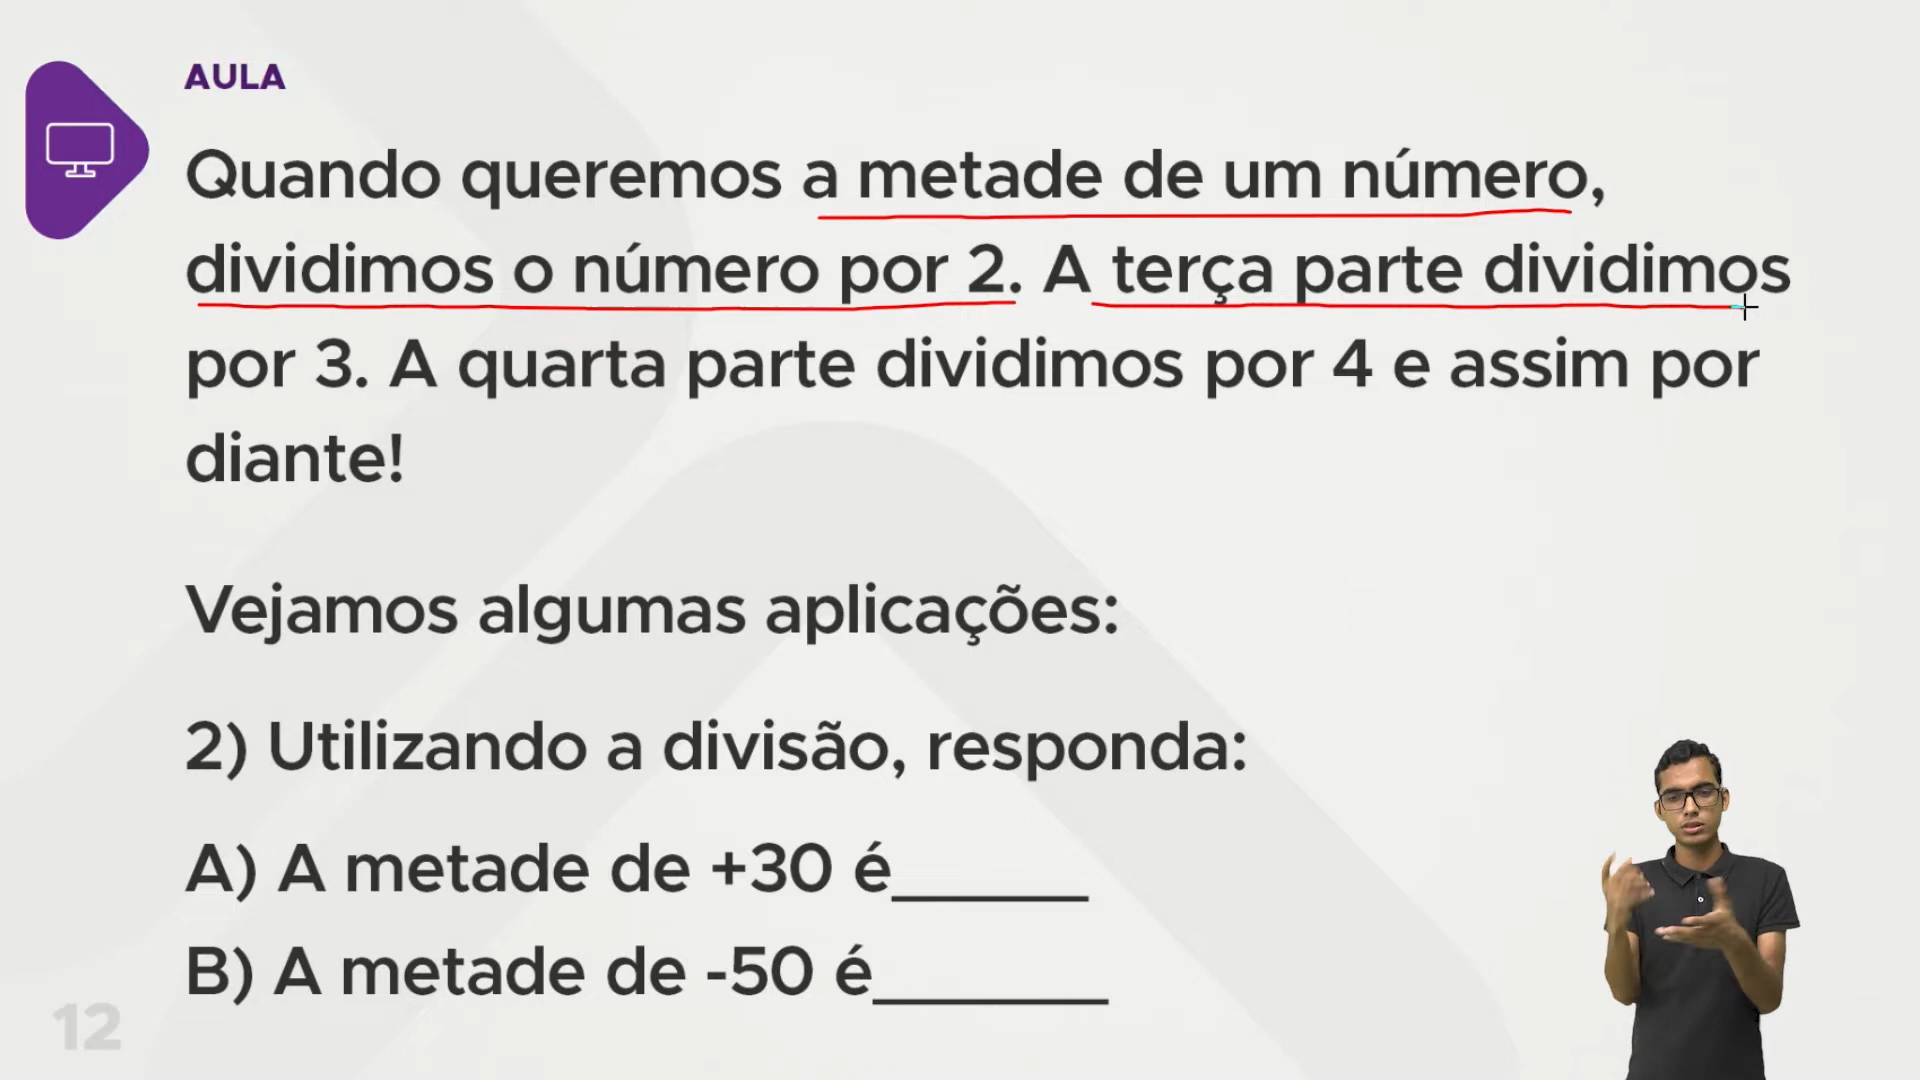 AULA
Quando queremos a metade de um número,
dividimos o número por 2. A terça parte dividimos
por 3. A quarta parte dividimos por 4 e assim por
diante!
Vejamos algumas aplicações:
2) Utilizando a divisão, responda:
A) A metade de +30 é______
B) A metade de -50 é_______
12